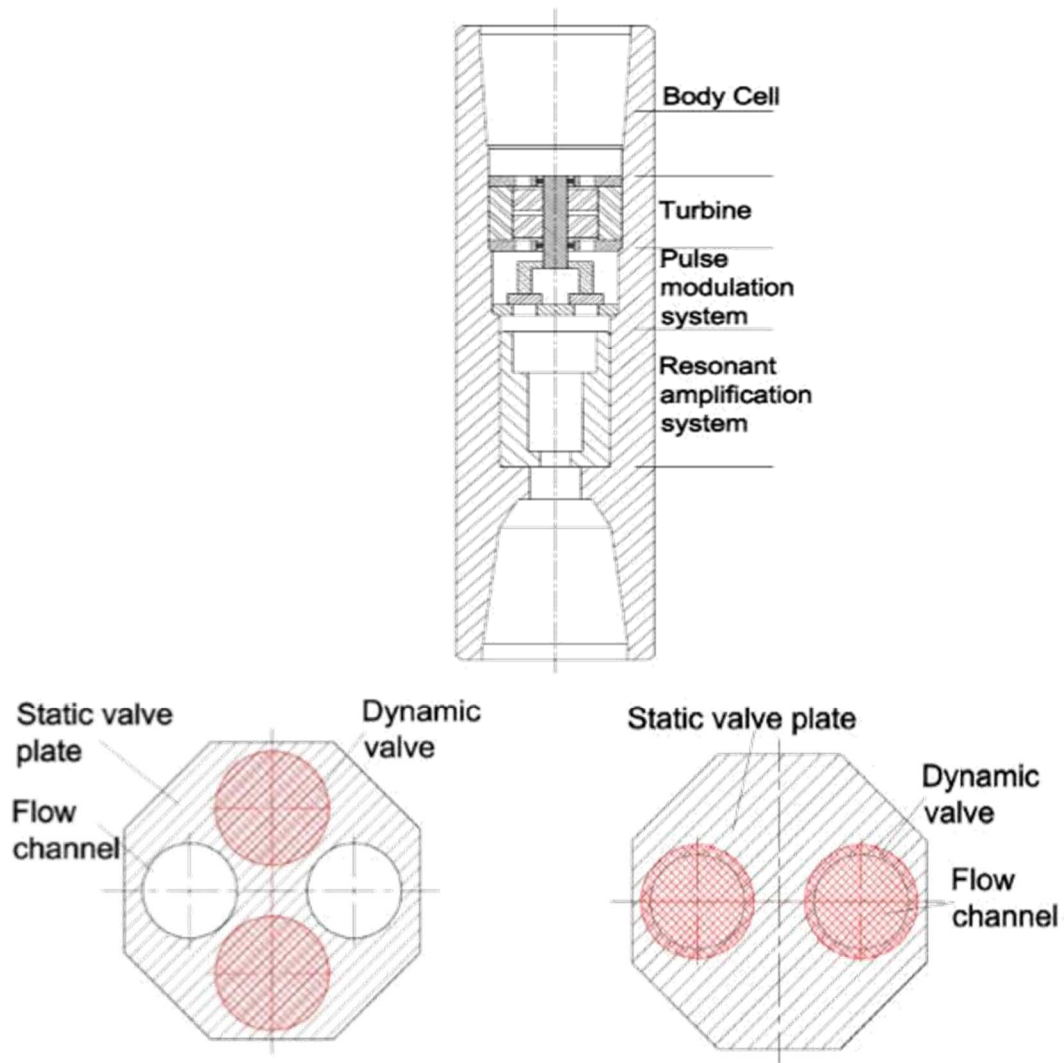 Body Cell
Turbine
Pulse
modulation
system
Resonant
amplification
system
Static valve
plate
Dynamic
valve
Flow
channel
Static valve plate
Dynamic
valve
Flow
channel